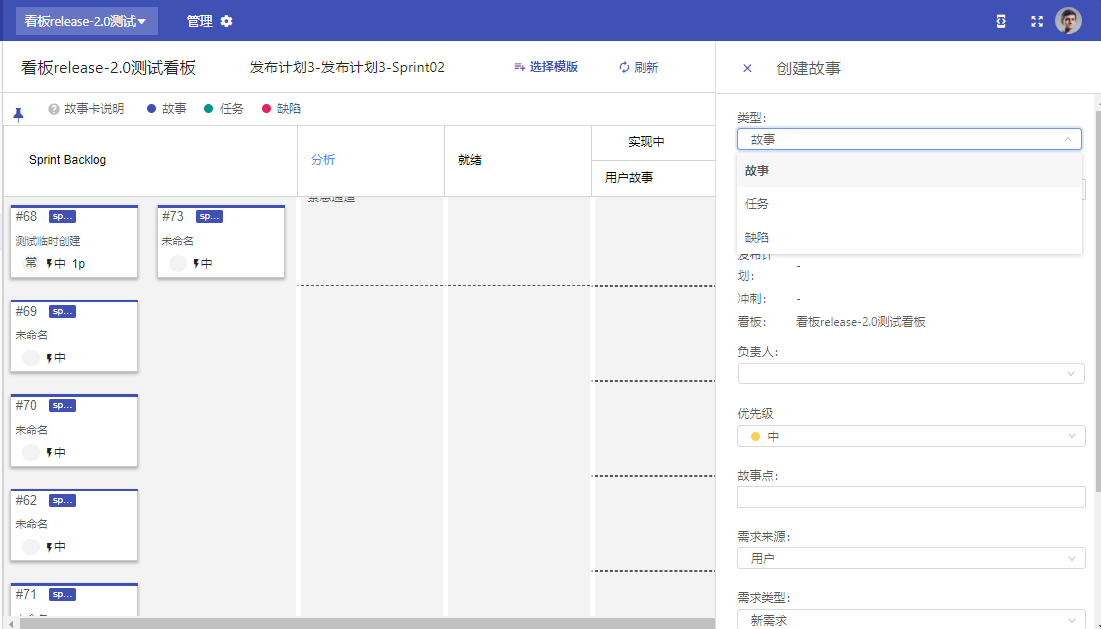 看板release-2.0测试
管理
看板release-2.0测试看板
发布计划3-发布计划3-Sprint02
选择模版
刷新
故事卡说明
故事
任务
缺陷
Sprint Backlog
分析
就绪
实现中
用户故事
紧急通道
#68 sp...
测试临时创建
常 中 1p
#73 sp...
未命名
中
#69 sp...
未命名
中
#70 sp...
未命名
中
#62 sp...
未命名
中
#71 sp...
创建故事
类型:
故事
故事
任务
缺陷
发布计
划: -
冲刺: -
看板: 看板release-2.0测试看板
负责人:
优先级
中
故事点:
需求来源:
用户
需求类型:
新需求